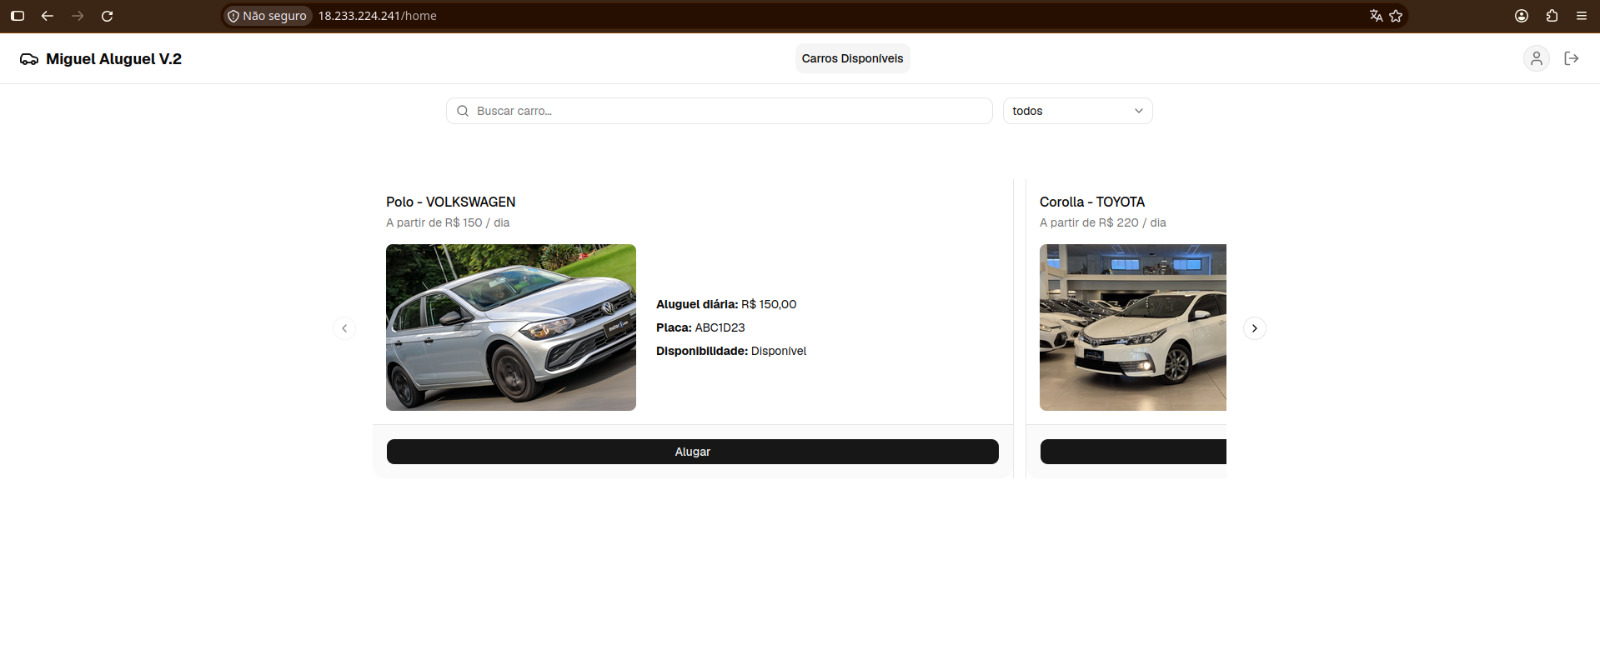 Não seguro 18.233.224.241/home
Miguel Aluguel V.2
Carros Disponíveis
Buscar carro...
todos
Polo - VOLKSWAGEN
A partir de R$ 150 / dia
Aluguel diária: R$ 150,00
Placa: ABC1D23
Disponibilidade: Disponível
Alugar
Corolla - TOYOTA
A partir de R$ 220 / dia